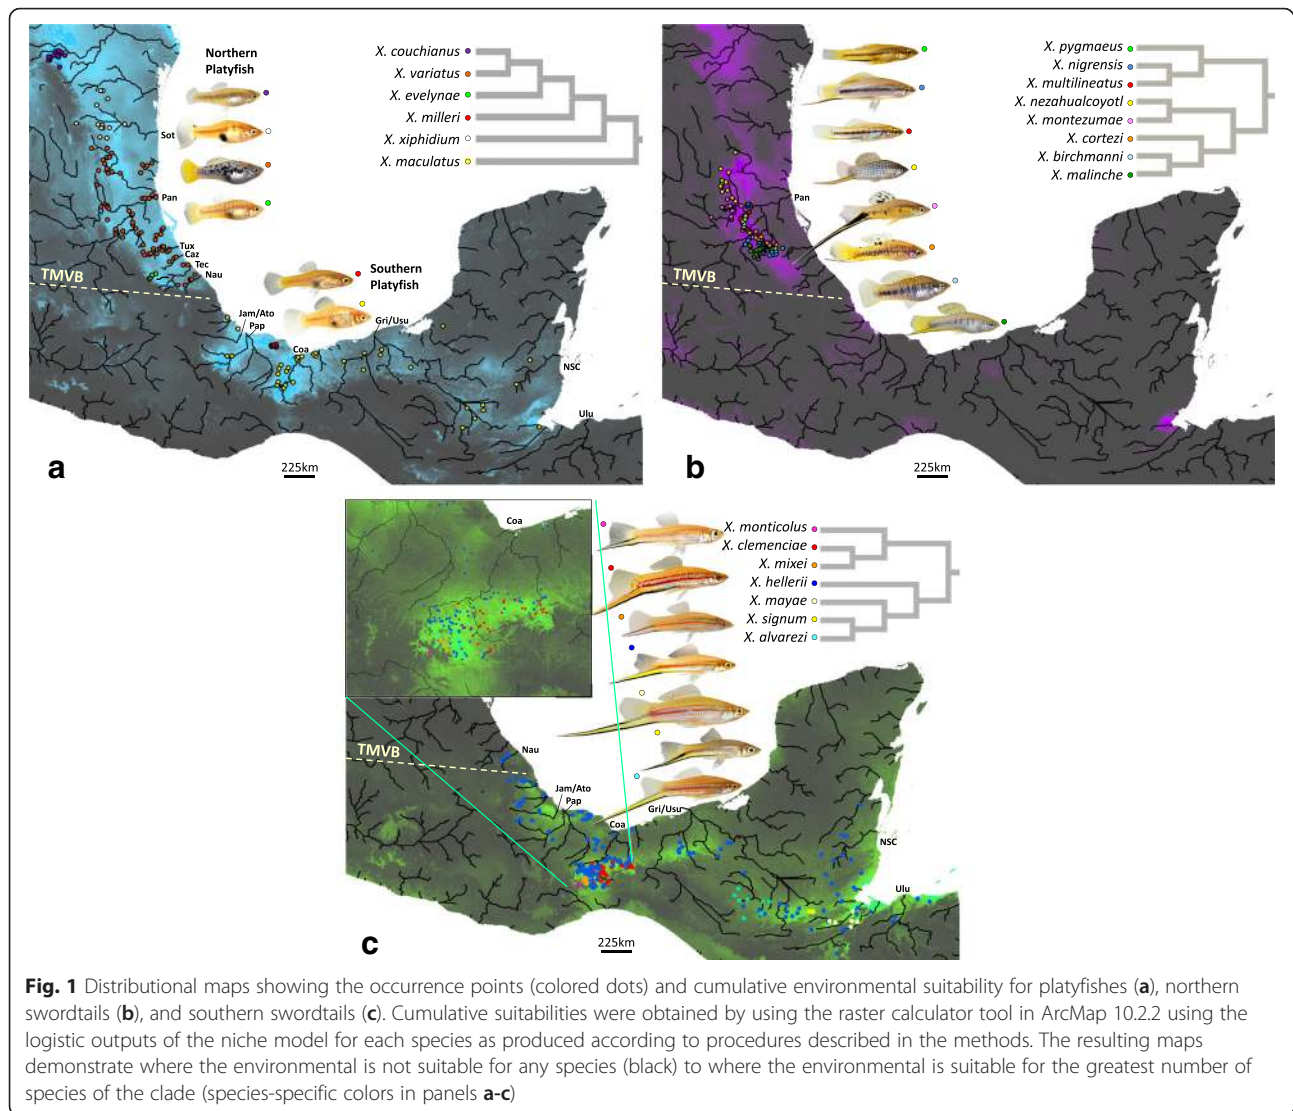 Northern
Platyfish
X. couchianus
X. variatus
X. evelynae
X. milleri
X. xiphidium
X. maculatus
Sot
Pan
Tux
Caz
Tec
Nau
TMVB
Southern
Platyfish
Jam/Ato
Pap
Coa
Gri/Usu
NSC
Ulu
a
225km
X. pygmaeus
X. nigrensis
X. multilineatus
X. nezahualcoyotl
X. montezumae
X. cortezi
X. birchmanni
X. malinche
Pan
TMVB
b
225km
Coa
X. monticolus
X. clemenciae
X. mixei
X. hellerii
X. mayae
X. signum
X. alvarezi
Nau
TMVB
Jam/Ato
Pap
Coa
Gri/Usu
NSC
Ulu
c
225km
Fig. 1 Distributional maps showing the occurrence points (colored dots) and cumulative environmental suitability for platyfishes (a), northern
swordtails (b), and southern swordtails (c). Cumulative suitabilities were obtained by using the raster calculator tool in ArcMap 10.2.2 using the
logistic outputs of the niche model for each species as produced according to procedures described in the methods. The resulting maps
demonstrate where the environmental is not suitable for any species (black) to where the environmental is suitable for the greatest number of
species of the clade (species-specific colors in panels a-c)